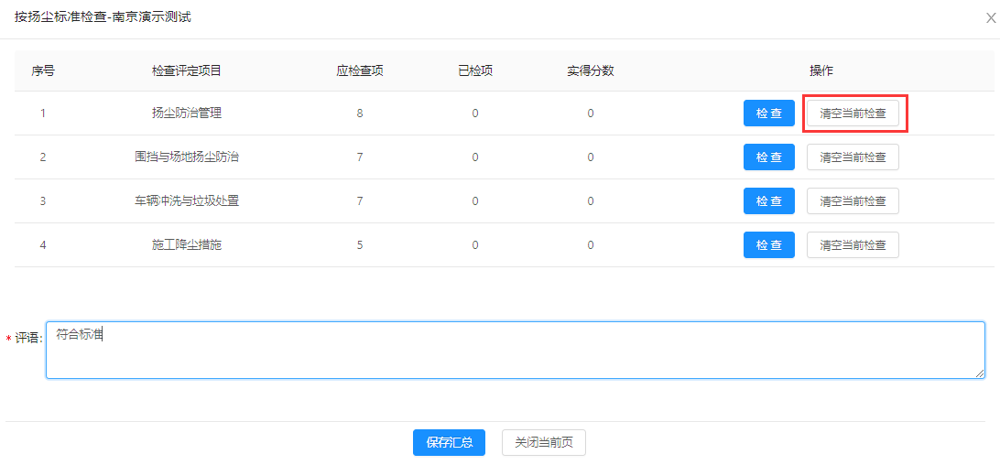 按扬尘标准检查-南京演示测试
序号 检查评定项目 应检查项 已检项 实得分数 操作
1 扬尘防治管理 8 0 0 检 查 清空当前检查
2 围挡与场地扬尘防治 7 0 0 检 查 清空当前检查
3 车辆冲洗与垃圾处置 7 0 0 检 查 清空当前检查
4 施工降尘措施 5 0 0 检 查 清空当前检查
* 评语: 符合标准
保存汇总 关闭当前页